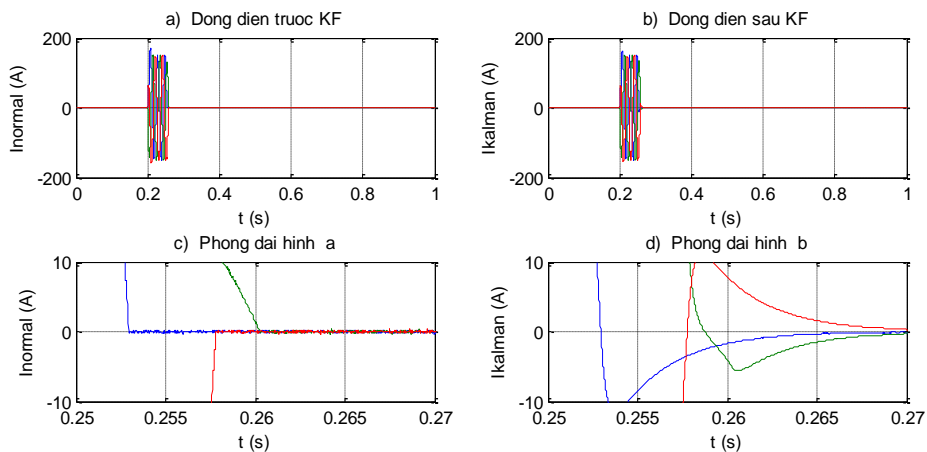 a) Dong dien truoc KF
200
0
-200
Inormal (A)
0 0.2 0.4 0.6 0.8 1
t (s)
b) Dong dien sau KF
200
0
-200
Ikalman (A)
0 0.2 0.4 0.6 0.8 1
t (s)
c) Phong dai hinh a
10
0
-10
Inormal (A)
0.25 0.255 0.26 0.265 0.27
t (s)
d) Phong dai hinh b
10
0
-10
Ikalman (A)
0.25 0.255 0.26 0.265 0.27
t (s)